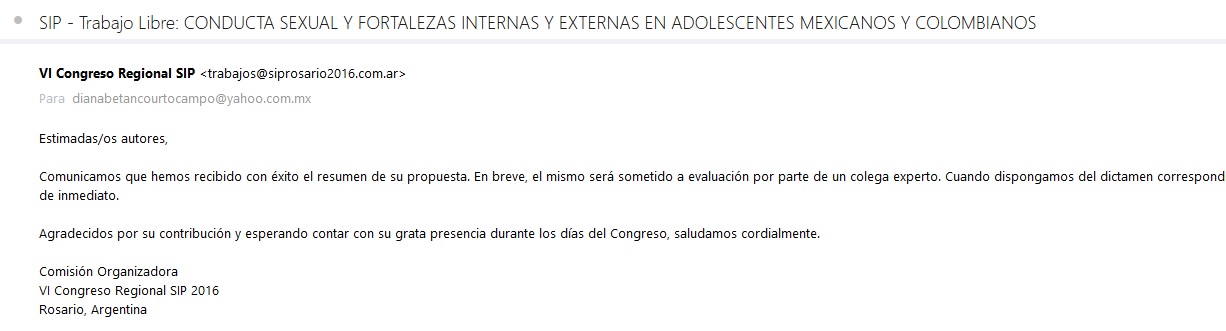 SIP - Trabajo Libre: CONDUCTA SEXUAL Y FORTALEZAS INTERNAS Y EXTERNAS EN ADOLESCENTES MEXICANOS Y COLOMBIANOS
VI Congreso Regional SIP <trabajos@siprosario2016.com.ar>
Para dianabetancourtocampo@yahoo.com.mx
Estimadas/os autores,
Comunicamos que hemos recibido con éxito el resumen de su propuesta. En breve, el mismo será sometido a evaluación por parte de un colega experto. Cuando dispongamos del dictamen correspond
de inmediato.
Agradecidos por su contribución y esperando contar con su grata presencia durante los días del Congreso, saludamos cordialmente.
Comisión Organizadora
VI Congreso Regional SIP 2016
Rosario, Argentina